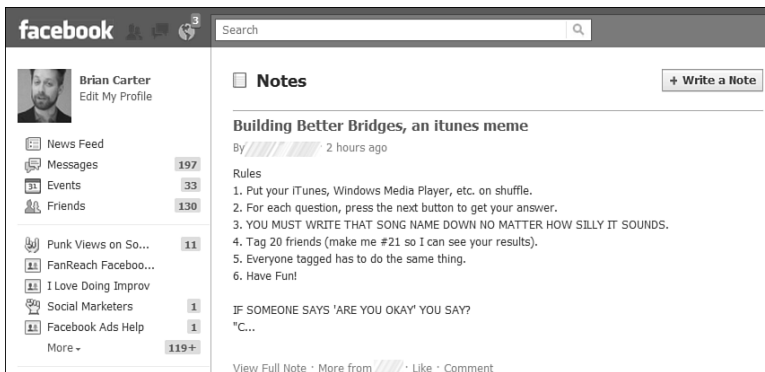 facebook
3
Search
Brian Carter
Edit My Profile
News Feed
Messages 197
31 Events 33
Friends 130
Punk Views on So... 11
FanReach Faceboo...
I Love Doing Improv
Social Marketers 1
Facebook Ads Help 1
More 119+
Notes
+ Write a Note
Building Better Bridges, an itunes meme
By · 2 hours ago
Rules
1. Put your iTunes, Windows Media Player, etc. on shuffle.
2. For each question, press the next button to get your answer.
3. YOU MUST WRITE THAT SONG NAME DOWN NO MATTER HOW SILLY IT SOUNDS.
4. Tag 20 friends (make me #21 so I can see your results).
5. Everyone tagged has to do the same thing.
6. Have Fun!
IF SOMEONE SAYS 'ARE YOU OKAY' YOU SAY?
"C...
View Full Note · More from · Like · Comment